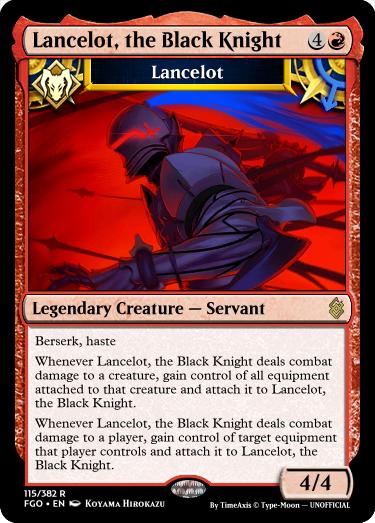 Lancelot, the Black Knight 4
Lancelot
Legendary Creature — Servant
Berserk, haste
Whenever Lancelot, the Black Knight deals combat
damage to a creature, gain control of all equipment
attached to that creature and attach it to Lancelot,
the Black Knight.
Whenever Lancelot, the Black Knight deals combat
damage to a player, gain control of target equipment
that player controls and attach it to Lancelot, the
Black Knight.
4/4
115/382 R
FGO • EN Koyama Hirokazu
By TimeAxis © Type-Moon — UNOFFICIAL